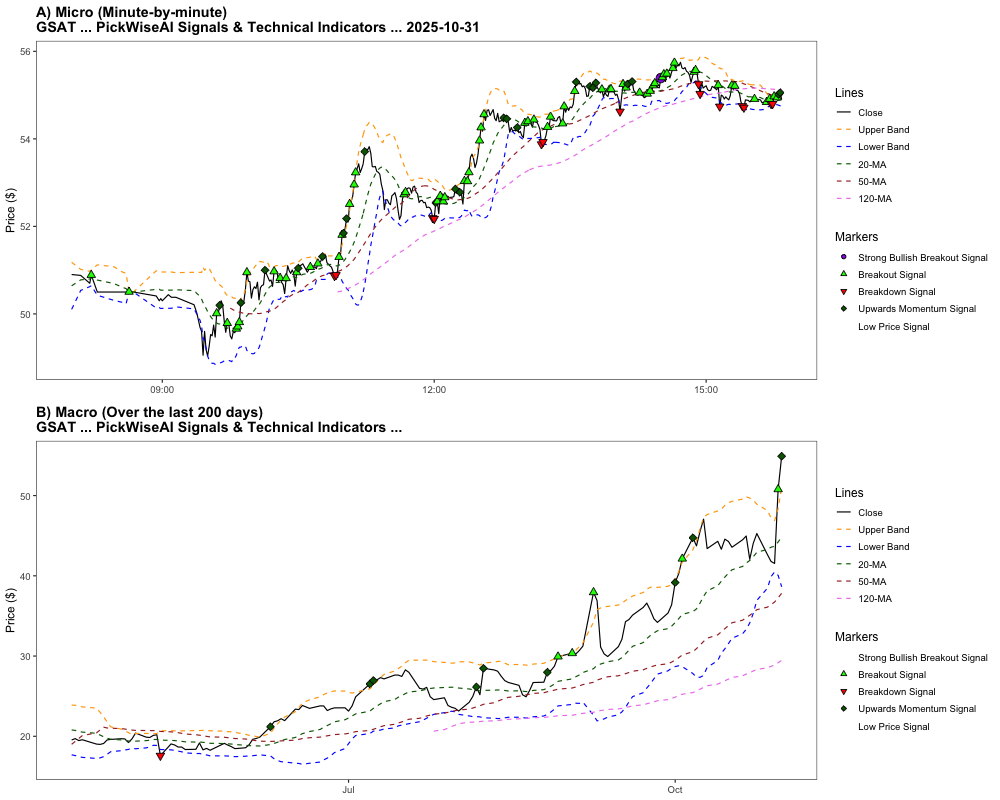 A) Micro (Minute-by-minute)
GSAT ... PickWiseAI Signals & Technical Indicators ... 2025-10-31
Price ($)
56
54
52
50
09:00
12:00
15:00
Lines
Close
Upper Band
Lower Band
20-MA
50-MA
120-MA
Markers
Strong Bullish Breakout Signal
Breakout Signal
Breakdown Signal
Upwards Momentum Signal
Low Price Signal
B) Macro (Over the last 200 days)
GSAT ... PickWiseAI Signals & Technical Indicators ...
Price ($)
50
40
30
20
Jul
Oct
Lines
Close
Upper Band
Lower Band
20-MA
50-MA
120-MA
Markers
Strong Bullish Breakout Signal
Breakout Signal
Breakdown Signal
Upwards Momentum Signal
Low Price Signal